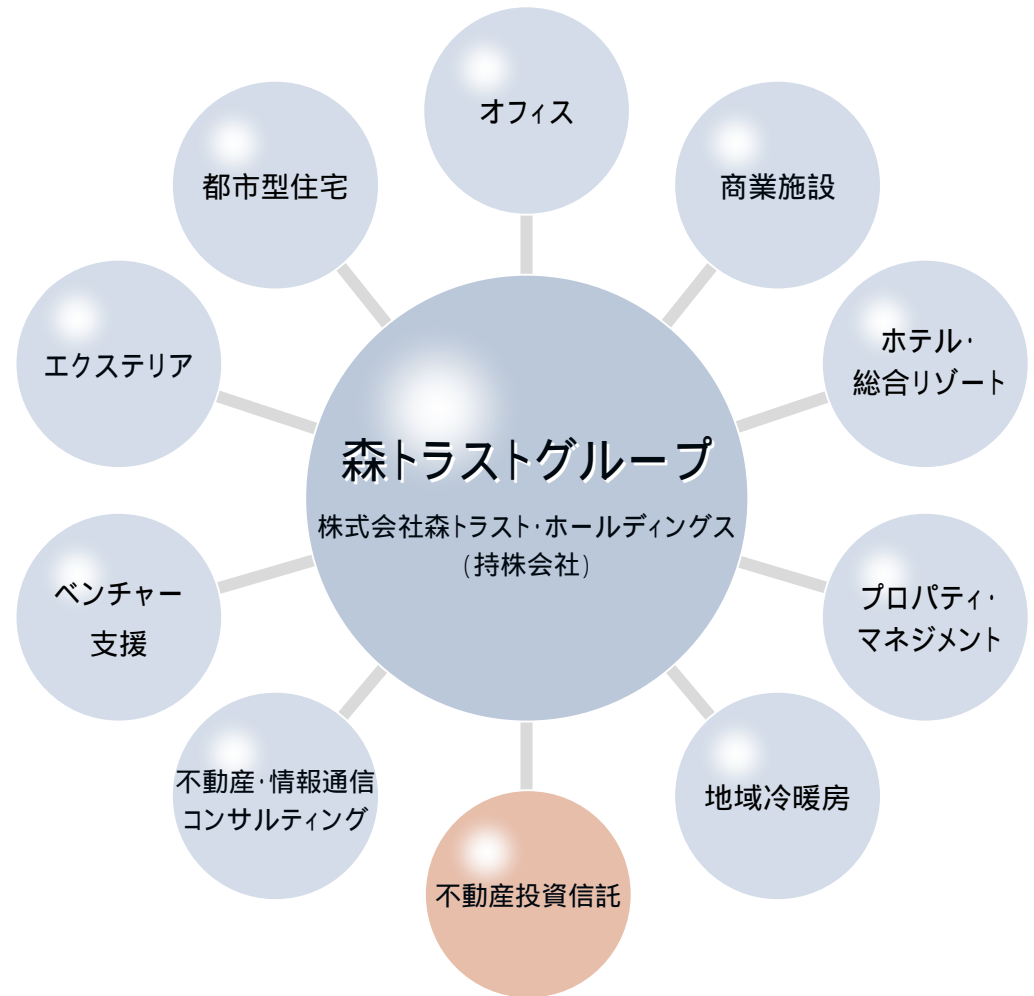 森トラストグループ
株式会社森トラスト・ホールディングス
(持株会社)
オフィス
商業施設
ホテル・
総合リゾート
プロパティ・
マネジメント
地域冷暖房
不動産投資信託
不動産・情報通信
コンサルティング
ベンチャー
支援
エクステリア
都市型住宅